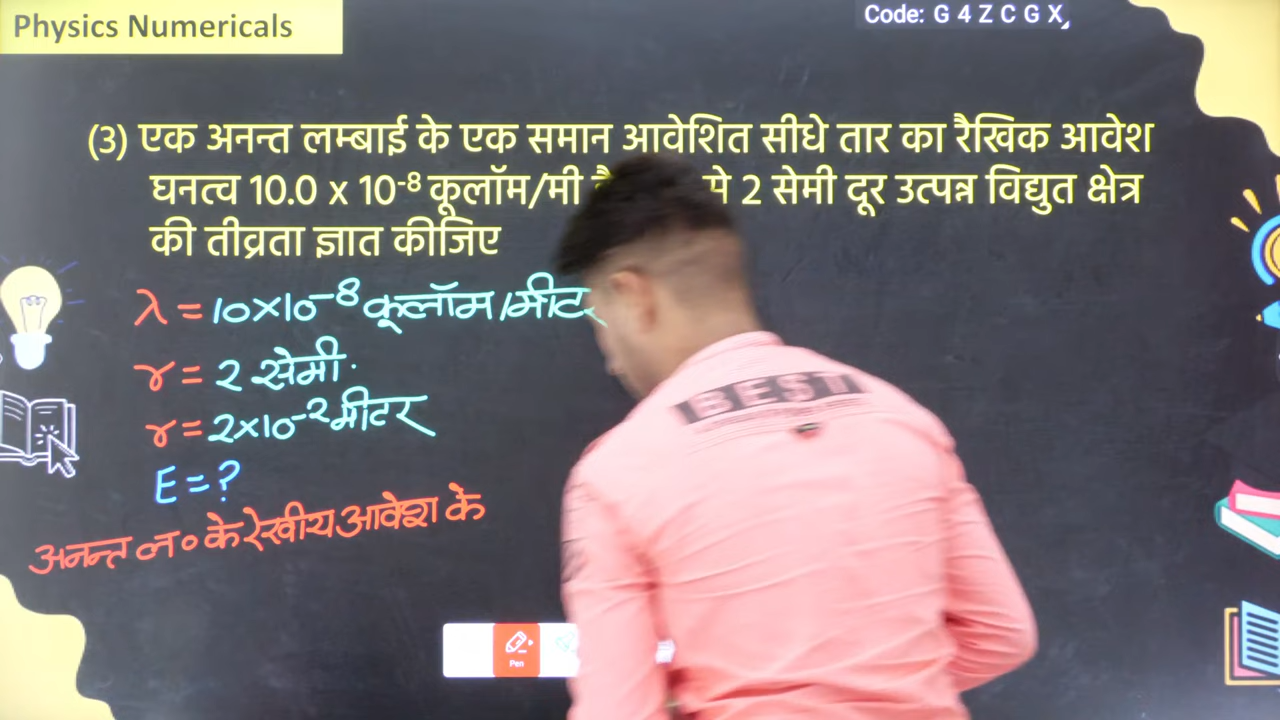 Physics Numericals
Code: G 4 Z C G X
(3) एक अनन्त लम्बाई के एक समान आवेशित सीधे तार का रैखिक आवेश
घनत्व 10.0 x 10-8 कूलॉम/मी से 2 सेमी दूर उत्पन्न विद्युत क्षेत्र
की तीव्रता ज्ञात कीजिए
λ = 10×10-8 कूलॉम/मीटर
r = 2 सेमी.
r = 2×10-2 मीटर
E = ?
अनन्त ल० के रेखीय आवेश के
BEST
Pen